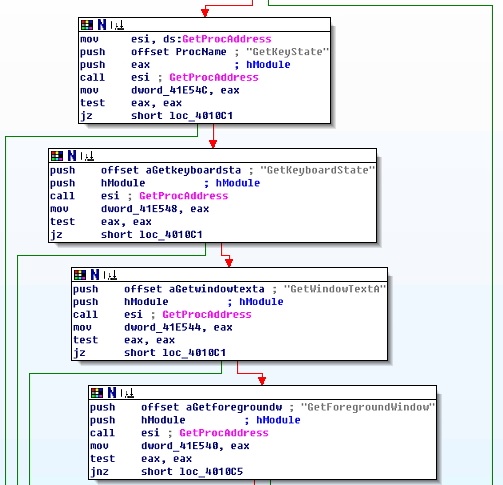 mov esi, ds:GetProcAddress
push offset ProcName ; "GetKeyState"
push eax ; hModule
call esi ; GetProcAddress
mov dword_41E54C, eax
test eax, eax
jz short loc_4010C1
push offset aGetkeyboardsta ; "GetKeyboardState"
push hModule ; hModule
call esi ; GetProcAddress
mov dword_41E548, eax
test eax, eax
jz short loc_4010C1
push offset aGetwindowtexta ; "GetWindowTextA"
push hModule ; hModule
call esi ; GetProcAddress
mov dword_41E544, eax
test eax, eax
jz short loc_4010C1
push offset aGetforegroundw ; "GetForegroundWindow"
push hModule ; hModule
call esi ; GetProcAddress
mov dword_41E540, eax
test eax, eax
jnz short loc_4010C5